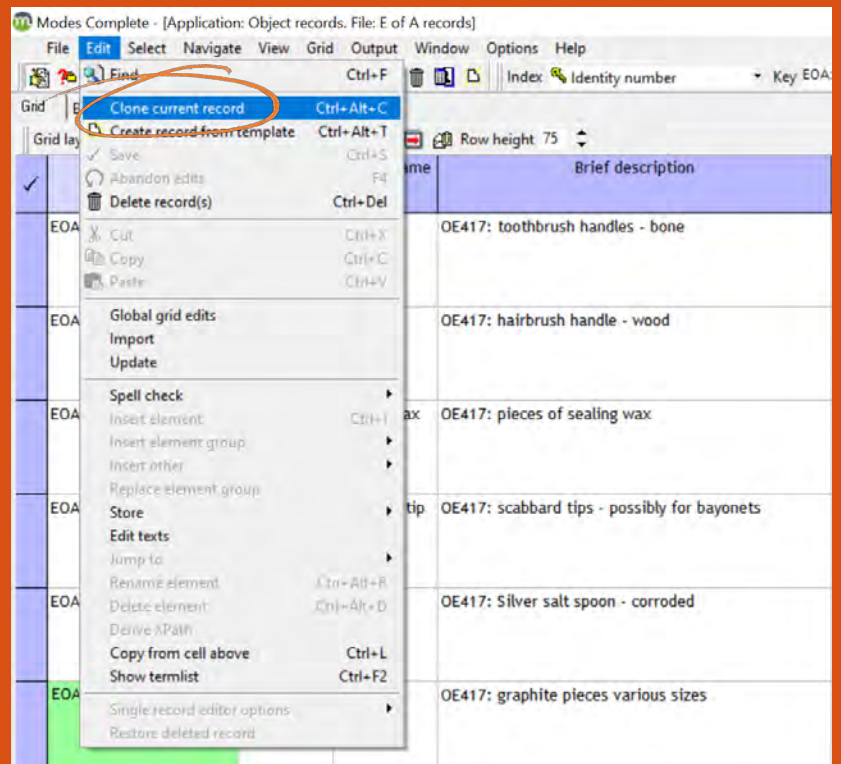 Modes Complete - [Application: Object records. File: E of A records]
File Edit Select Navigate View Grid Output Window Options Help
Find Ctrl+F Index Identity number Key EOA
Grid
Clone current record Ctrl+Alt+C
Create record from template Ctrl+Alt+T
Grid lay Row height 75
Save Ctrl+S
Brief description
Abandon edits F4
Delete record(s) Ctrl+Del
EOA OE417: toothbrush handles - bone
Cut Ctrl+X
Copy Ctrl+C
Paste Ctrl+V
Global grid edits
EOA OE417: hairbrush handle - wood
Import
Update
Spell check
EOA ax OE417: pieces of sealing wax
Insert element Ctrl+I
Insert element group
Insert other
Replace element group
EOA Store tip OE417: scabbard tips - possibly for bayonets
Edit texts
Jump to
Rename element Ctrl+Alt+R
EOA OE417: Silver salt spoon - corroded
Delete element Ctrl+Alt+D
Derive XPath
Copy from cell above Ctrl+L
Show termlist Ctrl+F2
EOA OE417: graphite pieces various sizes
Single record editor options
Restore deleted record